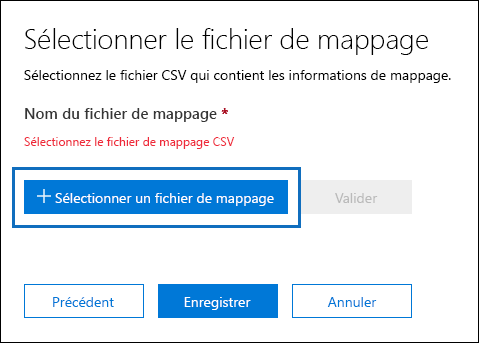 Sélectionner le fichier de mappage
Sélectionnez le fichier CSV qui contient les informations de mappage.
Nom du fichier de mappage *
Sélectionnez le fichier de mappage CSV
+ Sélectionner un fichier de mappage
Valider
Précédent
Enregistrer
Annuler